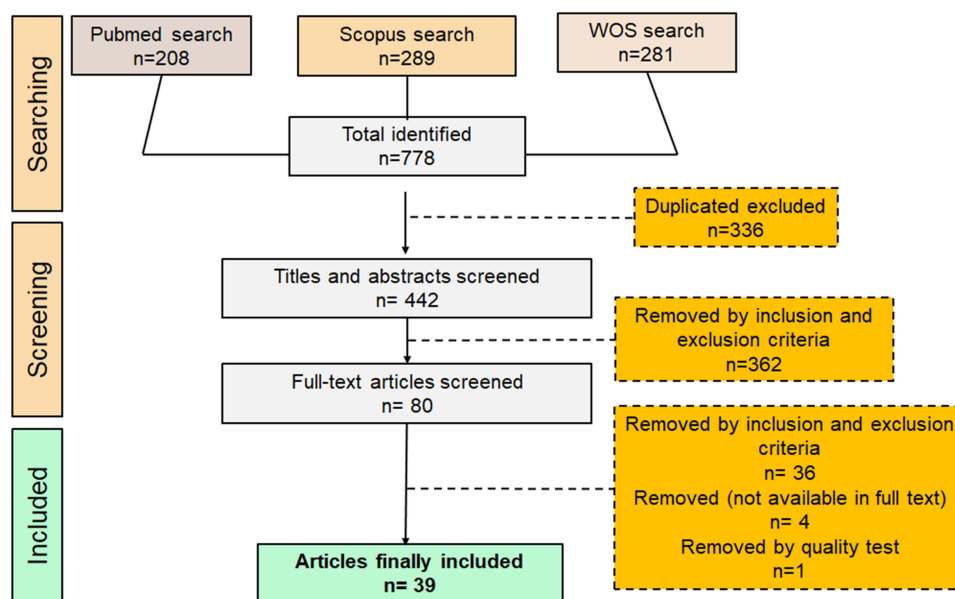 Searching
Pubmed search
n=208
Scopus search
n=289
WOS search
n=281
Total identified
n=778
Duplicated excluded
n=336
Screening
Titles and abstracts screened
n= 442
Removed by inclusion and
exclusion criteria
n=362
Full-text articles screened
n= 80
Included
Removed by inclusion and exclusion
criteria
n= 36
Removed (not available in full text)
n= 4
Removed by quality test
n=1
Articles finally included
n= 39